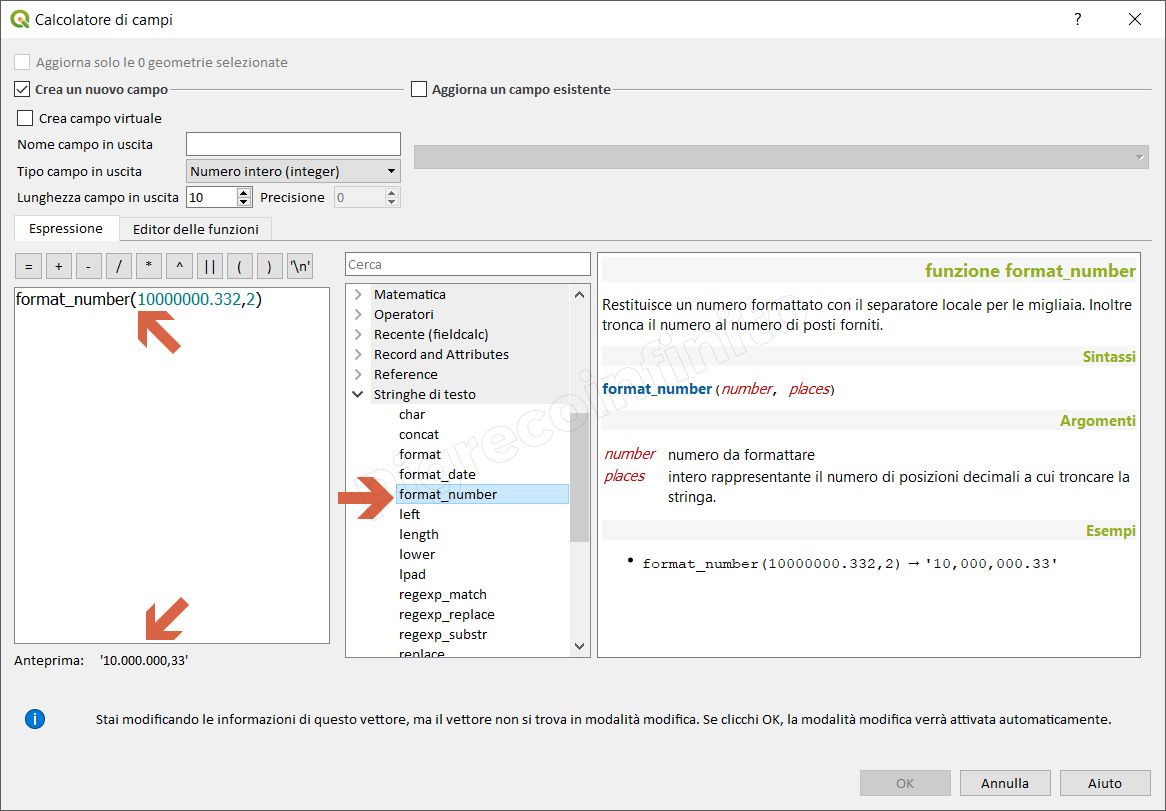 Calcolatore di campi
?
Aggiorna solo le 0 geometrie selezionate
Crea un nuovo campo
Aggiorna un campo esistente
Crea campo virtuale
Nome campo in uscita
Tipo campo in uscita Numero intero (integer)
Lunghezza campo in uscita 10 Precisione 0
Espressione Editor delle funzioni
= + - / * ^ || ( ) '\n'
format_number(10000000.332,2)
Anteprima: '10.000.000,33'
Cerca
Matematica
Operatori
Recente (fieldcalc)
Record and Attributes
Reference
Stringhe di testo
char
concat
format
format_date
format_number
left
length
lower
lpad
regexp_match
regexp_replace
regexp_substr
replace
funzione format_number
Restituisce un numero formattato con il separatore locale per le migliaia. Inoltre
tronca il numero al numero di posti forniti.
Sintassi
format_number(number, places)
Argomenti
number numero da formattare
places intero rappresentante il numero di posizioni decimali a cui troncare la
stringa.
Esempi
• format_number(10000000.332,2) → '10,000,000.33'
Stai modificando le informazioni di questo vettore, ma il vettore non si trova in modalità modifica. Se clicchi OK, la modalità modifica verrà attivata automaticamente.
OK Annulla Aiuto